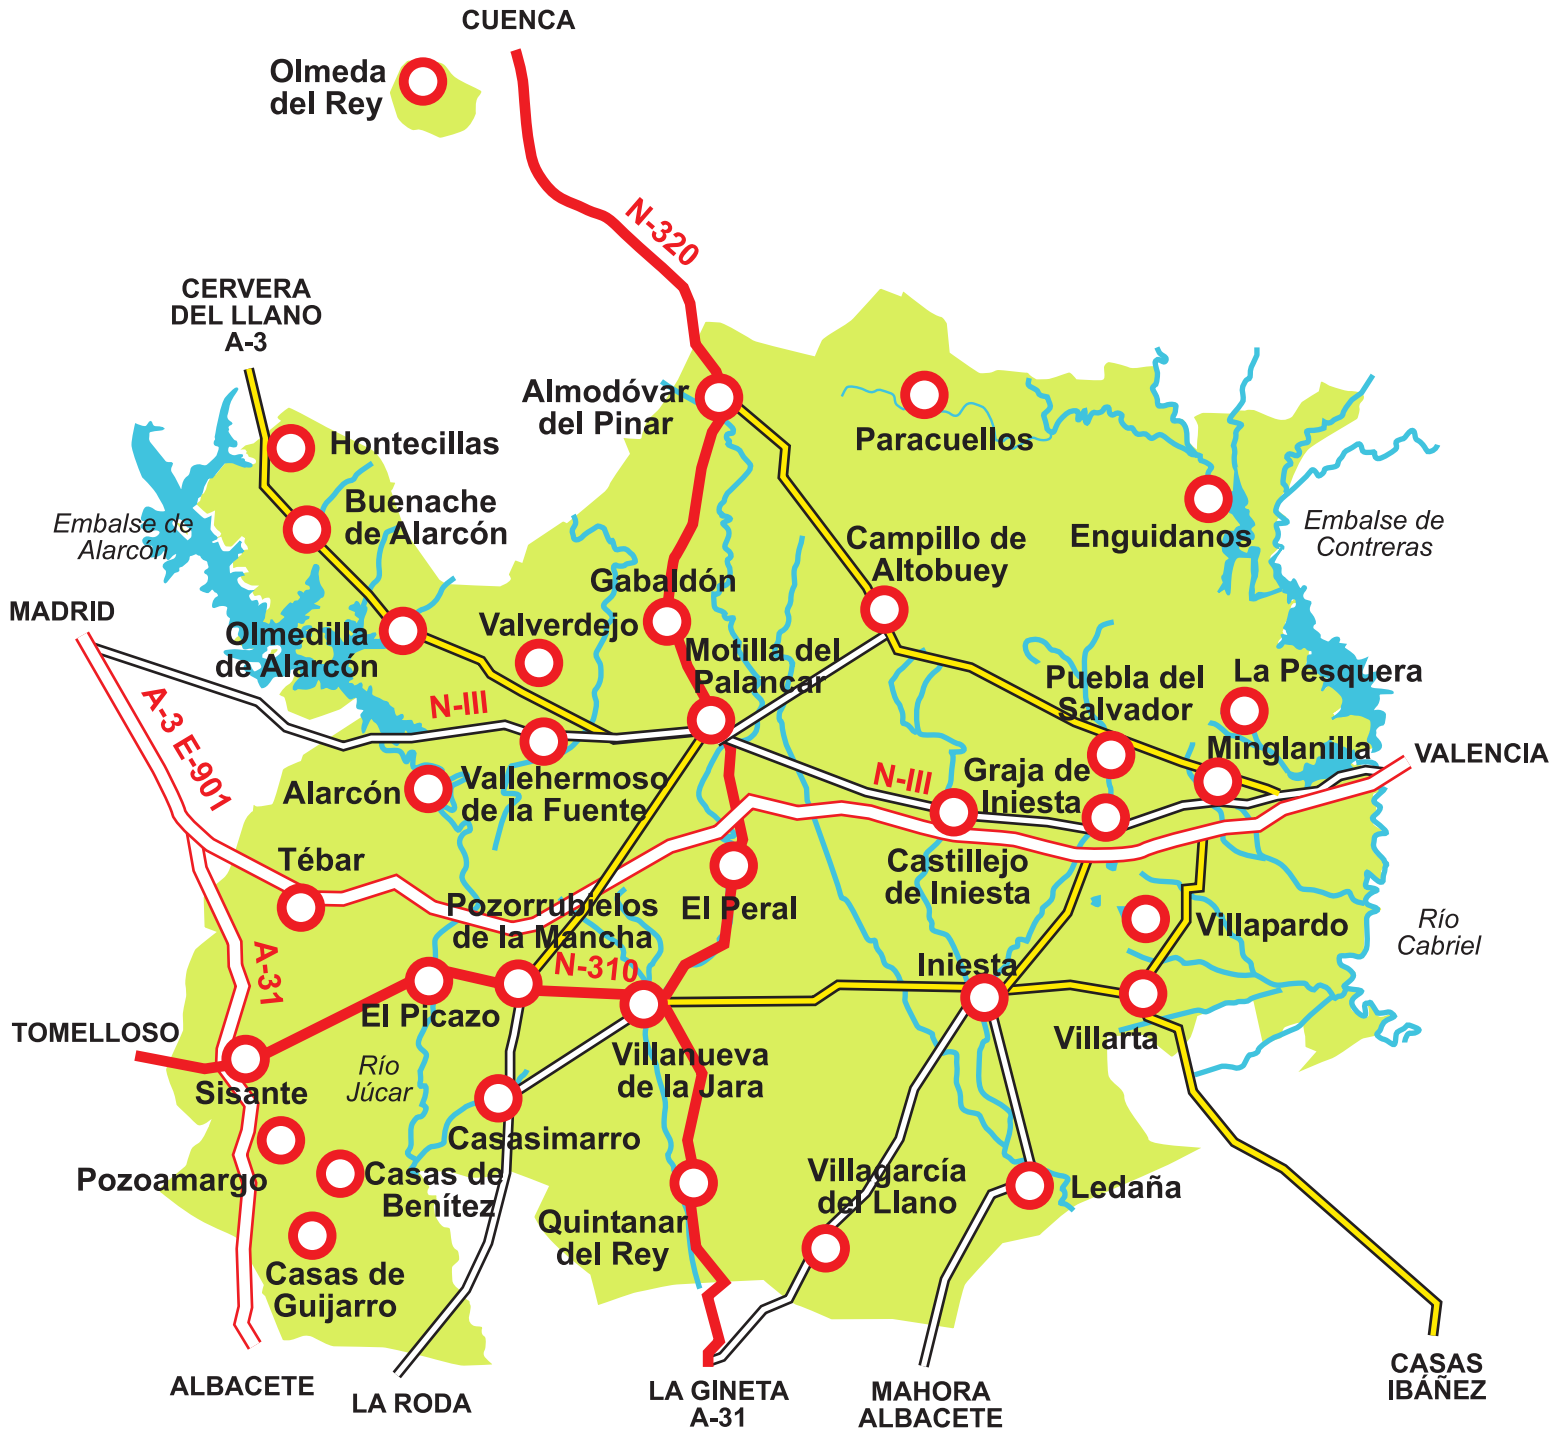 CUENCA
Olmeda
del Rey
N-320
CERVERA
DEL LLANO
A-3
Almodóvar
del Pinar
Paracuellos
Hontecillas
Buenache
de Alarcón
Embalse de
Alarcón
Enguidanos
Embalse de
Contreras
Campillo de
Altobuey
Gabaldón
MADRID
Valverdejo
Olmedilla
de Alarcón
Motilla del
Palancar
La Pesquera
Puebla del
Salvador
N-III
A-3 E-901
Minglanilla
VALENCIA
Alarcón
Vallehermoso
de la Fuente
N-III
Graja de
Iniesta
Tébar
Castillejo
de Iniesta
Pozorrubielos
de la Mancha
El Peral
Villapardo
Río
Cabriel
A-31
N-310
Iniesta
El Picazo
TOMELLOSO
Villarta
Sisante
Río
Júcar
Villanueva
de la Jara
Casasimarro
Pozoamargo
Casas de
Benítez
Villagarcía
del Llano
Ledaña
Quintanar
del Rey
Casas de
Guijarro
ALBACETE
LA RODA
LA GINETA
A-31
MAHORA
ALBACETE
CASAS
IBÁÑEZ